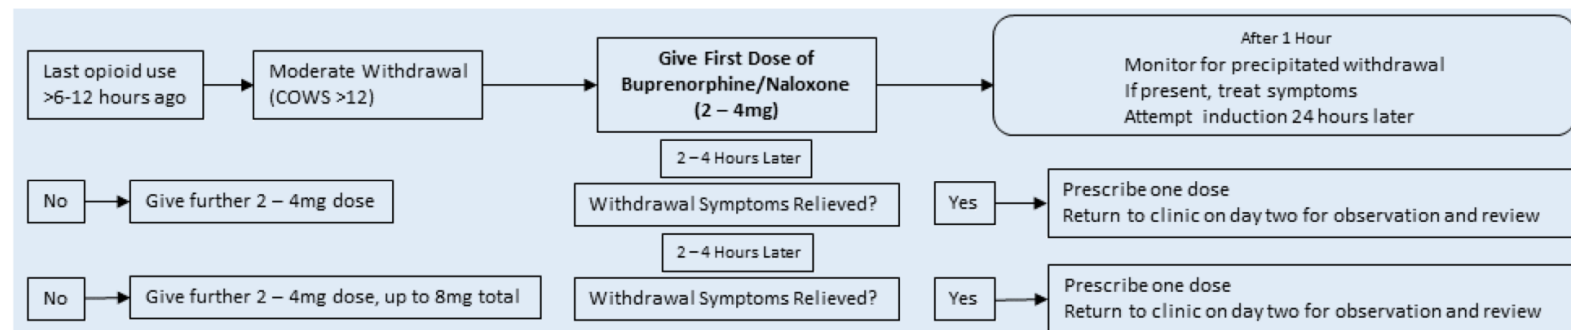 Last opioid use
>6-12 hours ago
Moderate Withdrawal
(COWS >12)
Give First Dose of
Buprenorphine/Naloxone
(2 – 4mg)
After 1 Hour
Monitor for precipitated withdrawal
If present, treat symptoms
Attempt induction 24 hours later
2 – 4 Hours Later
No
Give further 2 – 4mg dose
Withdrawal Symptoms Relieved?
Yes
Prescribe one dose
Return to clinic on day two for observation and review
2 – 4 Hours Later
No
Give further 2 – 4mg dose, up to 8mg total
Withdrawal Symptoms Relieved?
Yes
Prescribe one dose
Return to clinic on day two for observation and review